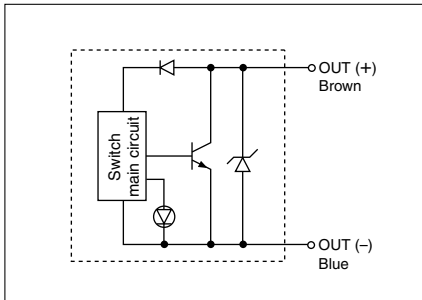 OUT (+)
Brown
Switch
main circuit
OUT (–)
Blue